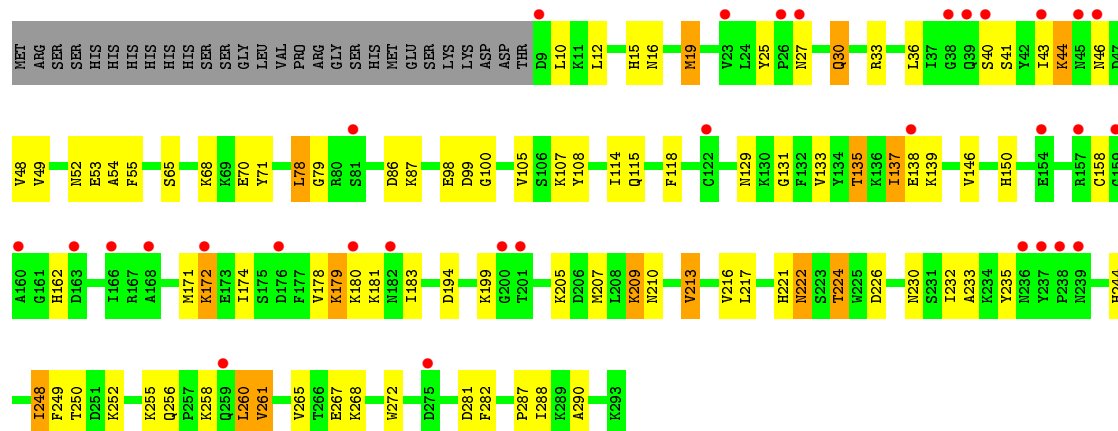 MET ARG SER SER HIS HIS HIS HIS HIS HIS SER SER GLY LEU VAL PRO ARG GLY SER HIS MET GLU SER LYS LYS ASP ASP THR D9 L10 K11 L12 H15 N16 M19 V23 L24 Y25 P26 N27 Q30 R33 L36 I37 G38 Q39 S40 S41 Y42 I43 K44 N45 N46 D47
V48 V49 N52 E53 A54 F55 S65 K68 K69 E70 Y71 L78 G79 R80 S81 D86 K87 E98 D99 G100 V105 S106 K107 Y108 I114 Q115 F118 C122 N129 K130 G131 F132 V133 Y134 T135 K136 I137 E138 K139 V146 H150 E154 R157 C158 G159
A160 G161 H162 D163 I166 R167 A168 M171 K172 E173 I174 S175 D176 F177 V178 K179 K180 K181 N182 I183 D194 K199 G200 T201 K205 D206 M207 L208 K209 N210 V213 V216 L217 H221 N222 S223 T224 W225 D226 N230 S231 I232 A233 K234 Y235 N236 Y237 P238 N239 H244
I248 F249 T250 D251 K252 K255 Q256 P257 K258 Q259 L260 V261 V265 A266 E267 K268 W272 D275 D281 F282 P287 I288 K289 A290 K293